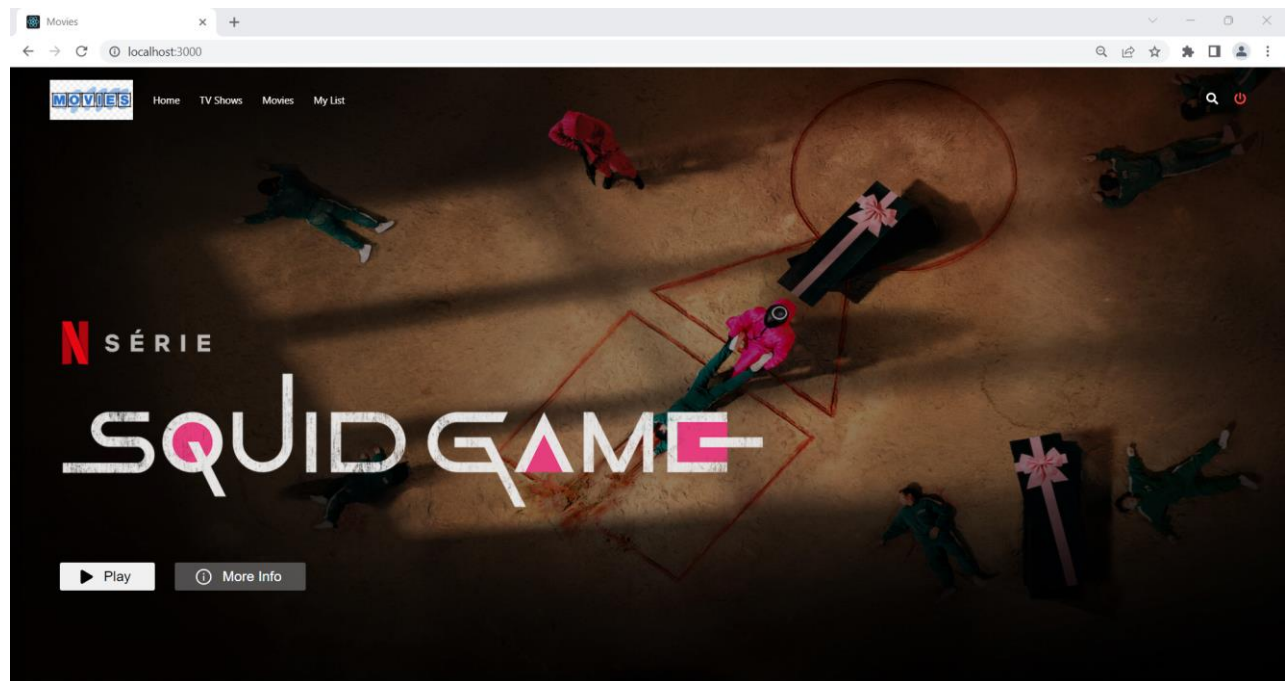 Movies
localhost:3000
MOVIES Home TV Shows Movies My List
N SÉRIE
SQUID GAME
Play More Info